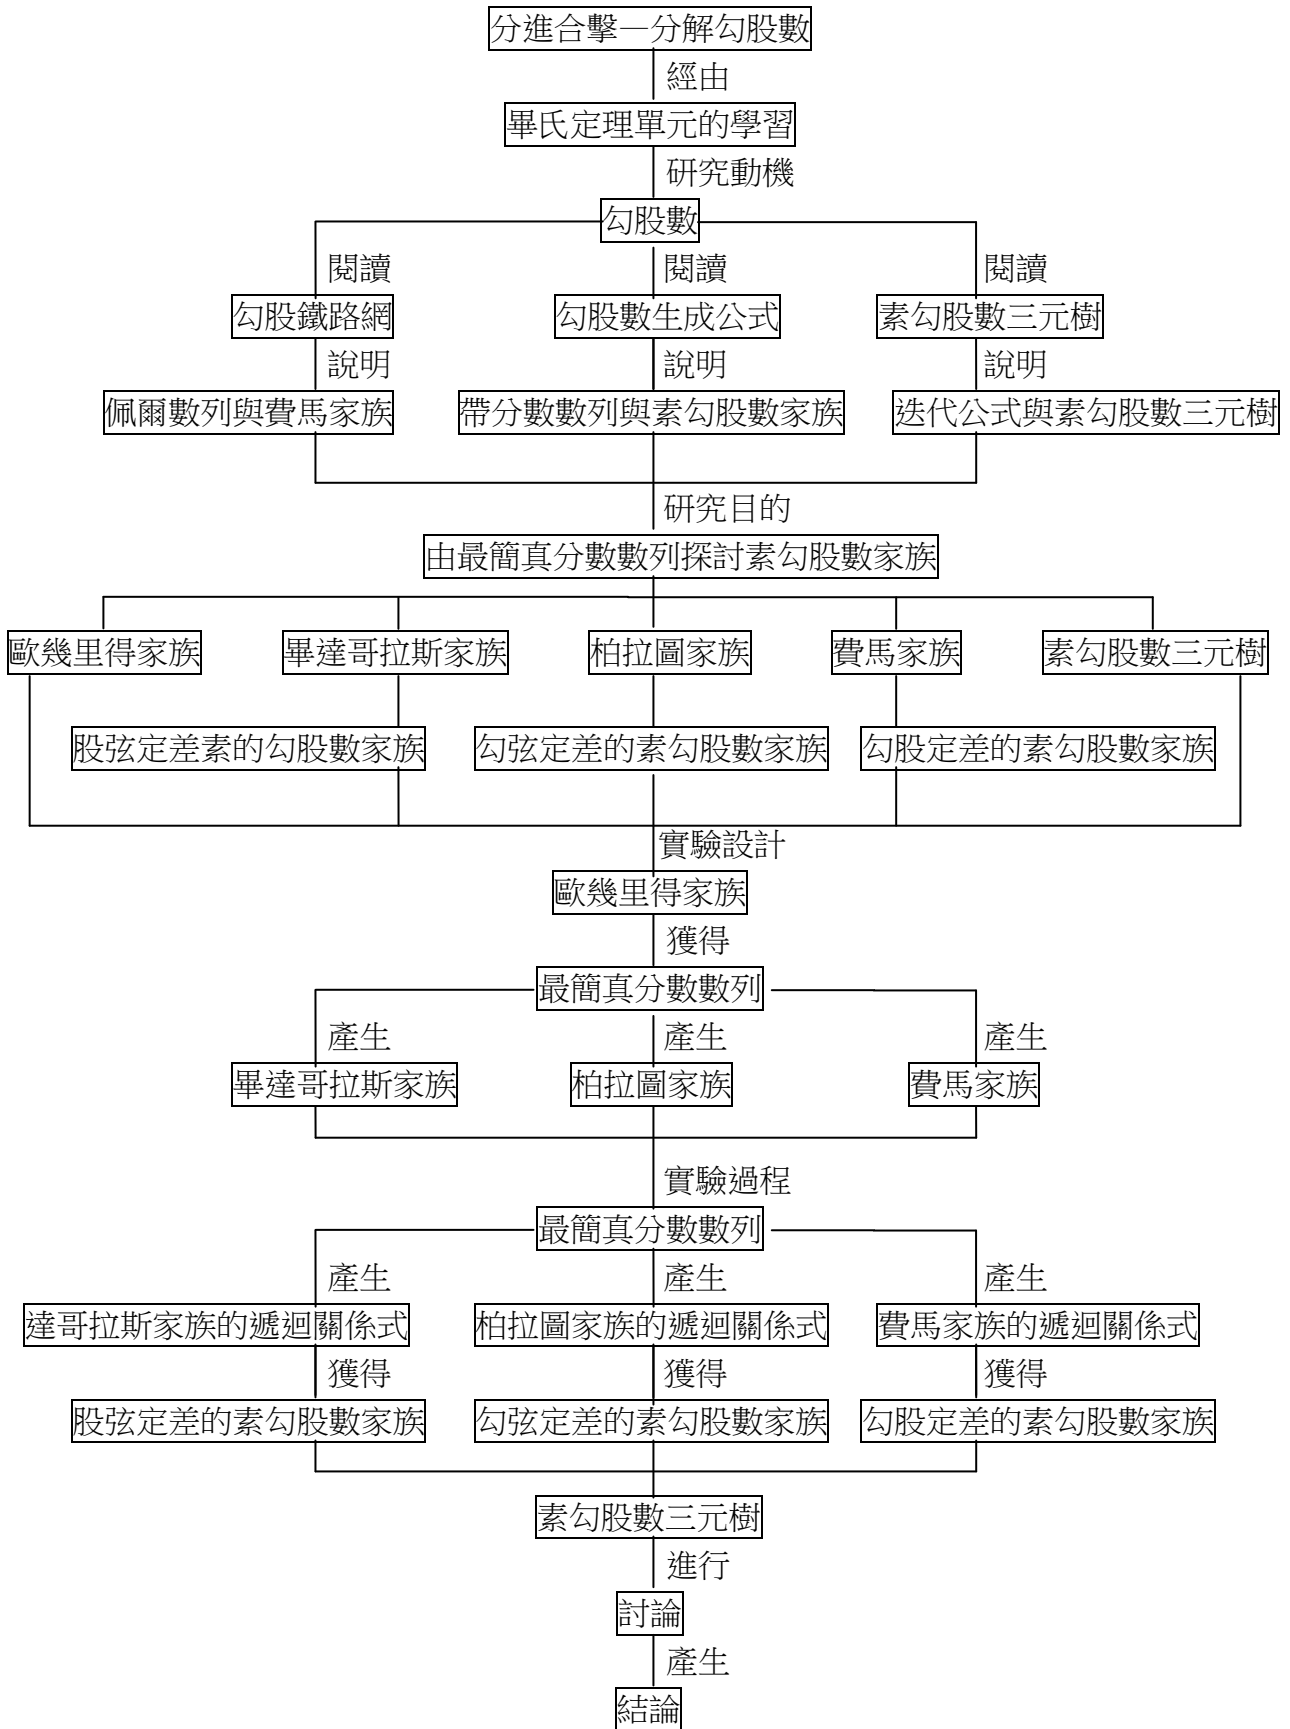 分進合擊—分解勾股數
經由
畢氏定理單元的學習
研究動機
勾股數
閱讀 閱讀 閱讀
勾股鐵路網 勾股數生成公式 素勾股數三元樹
說明 說明 說明
佩爾數列與費馬家族 帶分數數列與素勾股數家族 迭代公式與素勾股數三元樹
研究目的
由最簡真分數數列探討素勾股數家族
歐幾里得家族 畢達哥拉斯家族 柏拉圖家族 費馬家族 素勾股數三元樹
股弦定差素的勾股數家族 勾弦定差的素勾股數家族 勾股定差的素勾股數家族
實驗設計
歐幾里得家族
獲得
最簡真分數數列
產生 產生 產生
畢達哥拉斯家族 柏拉圖家族 費馬家族
實驗過程
最簡真分數數列
產生 產生 產生
達哥拉斯家族的遞迴關係式 柏拉圖家族的遞迴關係式 費馬家族的遞迴關係式
獲得 獲得 獲得
股弦定差的素勾股數家族 勾弦定差的素勾股數家族 勾股定差的素勾股數家族
素勾股數三元樹
進行
討論
產生
結論